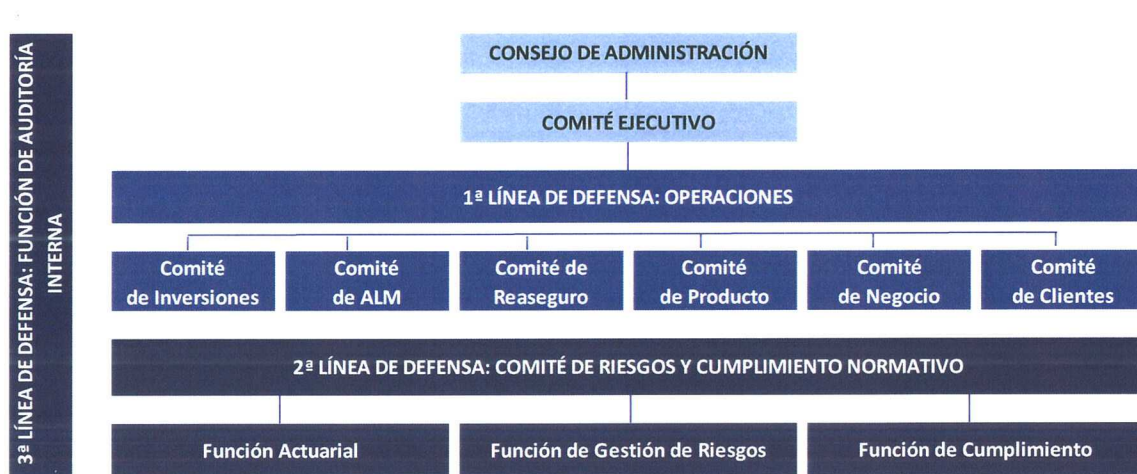 3ª LÍNEA DE DEFENSA: FUNCIÓN DE AUDITORÍA
INTERNA
CONSEJO DE ADMINISTRACIÓN
COMITÉ EJECUTIVO
1ª LÍNEA DE DEFENSA: OPERACIONES
Comité
de Inversiones
Comité
de ALM
Comité de
Reaseguro
Comité
de Producto
Comité
de Negocio
Comité
de Clientes
2ª LÍNEA DE DEFENSA: COMITÉ DE RIESGOS Y CUMPLIMIENTO NORMATIVO
Función Actuarial
Función de Gestión de Riesgos
Función de Cumplimiento